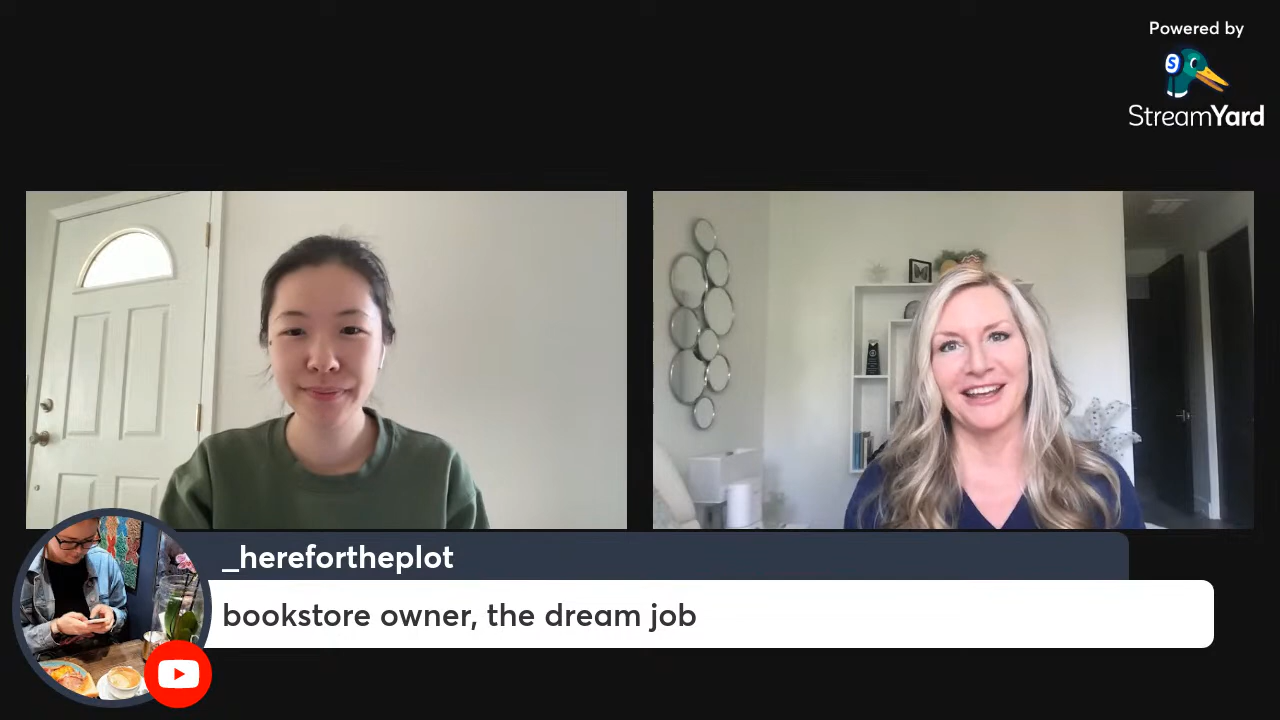 Powered by
S
StreamYard
_herefortheplot
bookstore owner, the dream job